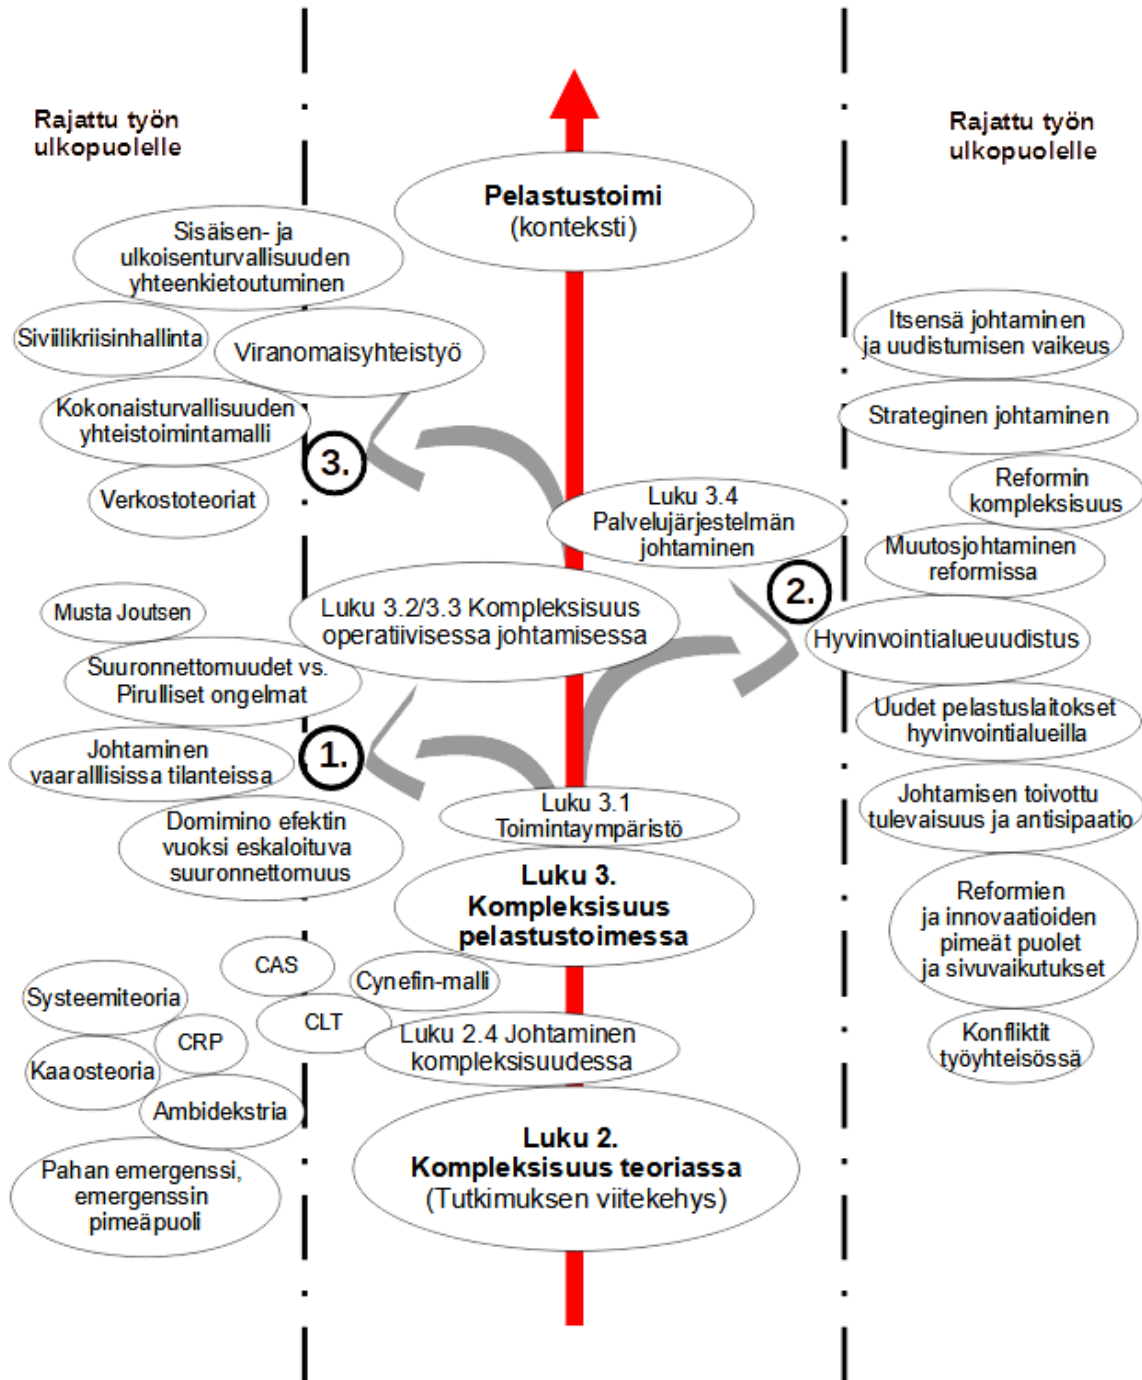 Rajattu työn
ulkopuolelle
Rajattu työn
ulkopuolelle
Pelastustoimi
(konteksti)
Sisäisen- ja
ulkoisenturvallisuuden
yhteenkietoutuminen
Siviilikriisinhallinta
Viranomaisyhteistyö
Kokonaisturvallisuuden
yhteistoimintamalli
3.
Verkostoteoriat
Itsensä johtaminen
ja uudistumisen vaikeus
Strateginen johtaminen
Reformin
kompleksisuus
Luku 3.4
Palvelujärjestelmän
johtaminen
Muutosjohtaminen
reformissa
2.
Musta Joutsen
Luku 3.2/3.3 Kompleksisuus
operatiivisessa johtamisessa
Hyvinvointialueuudistus
Suuronnettomuudet vs.
Pirulliset ongelmat
Uudet pelastuslaitokset
hyvinvointialueilla
Johtaminen
vaaralllisissa tilanteissa
1.
Luku 3.1
Toimintaympäristö
Johtamisen toivottu
tulevaisuus ja antisipaatio
Domimino efektin
vuoksi eskaloituva
suuronnettomuus
Luku 3.
Kompleksisuus
pelastustoimessa
Reformien
ja innovaatioiden
pimeät puolet
ja sivuvaikutukset
CAS
Cynefin-malli
Systeemiteoria
CLT
CRP
Luku 2.4 Johtaminen
kompleksisuudessa
Konfliktit
työyhteisössä
Kaaosteoria
Ambidekstria
Luku 2.
Kompleksisuus teoriassa
(Tutkimuksen viitekehys)
Pahan emergenssi,
emergenssin
pimeäpuoli